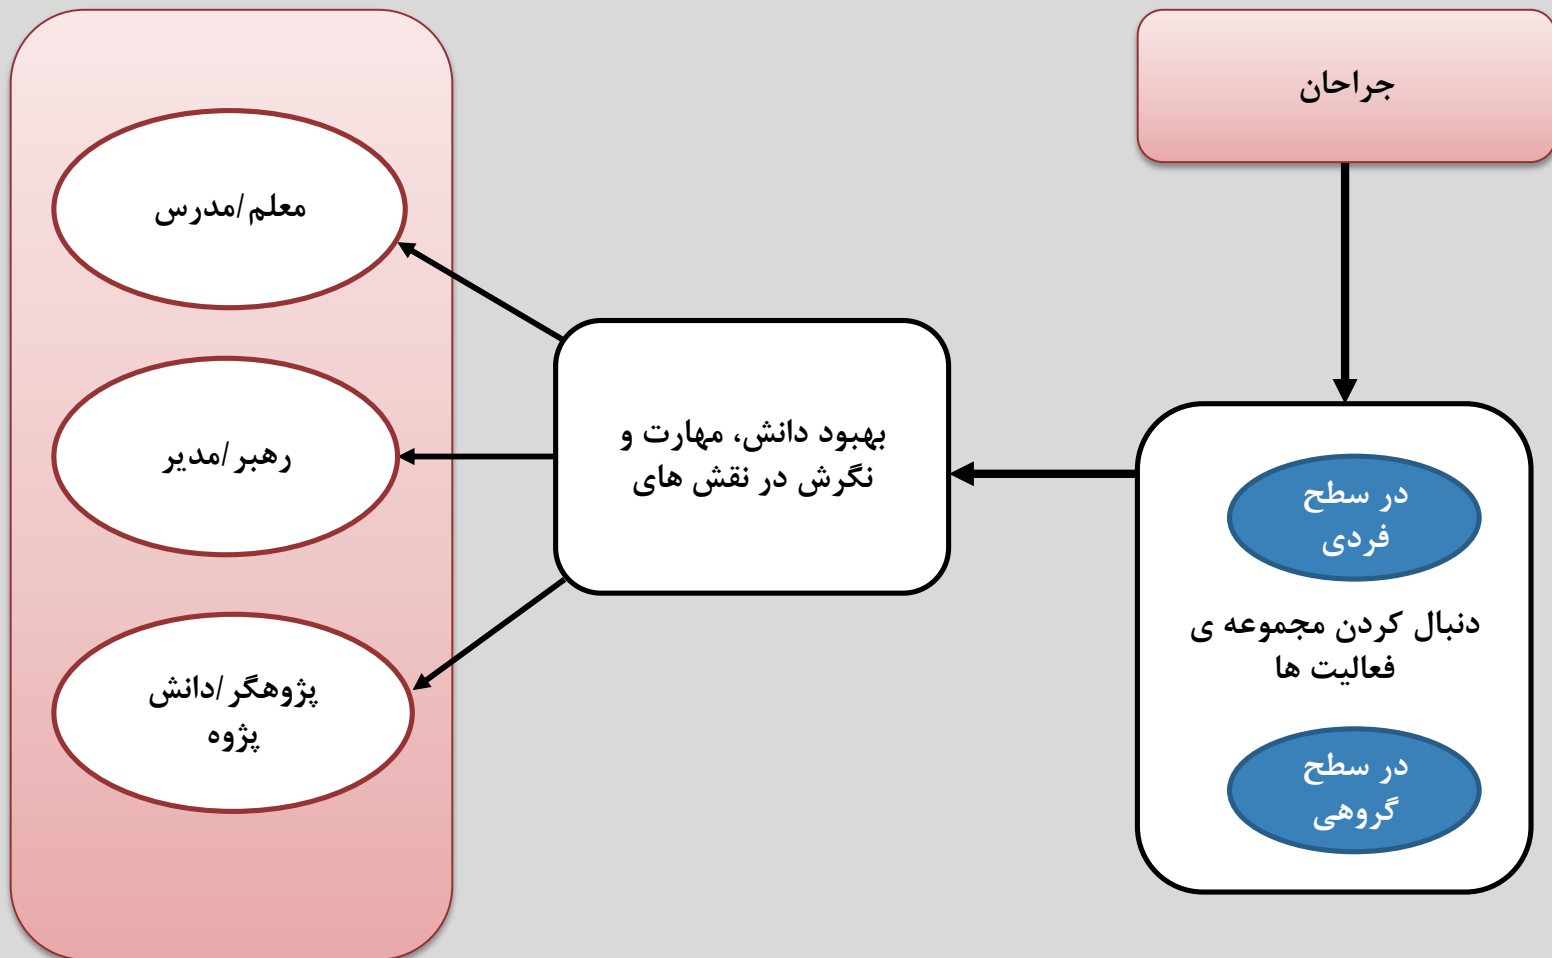 جراحان
در سطح
فردی
دنبال کردن مجموعه ی
فعالیت ها
در سطح
گروهی
بهبود دانش، مهارت و
نگرش در نقش های
معلم/مدرس
رهبر/مدیر
پژوهگر/دانش
پژوه